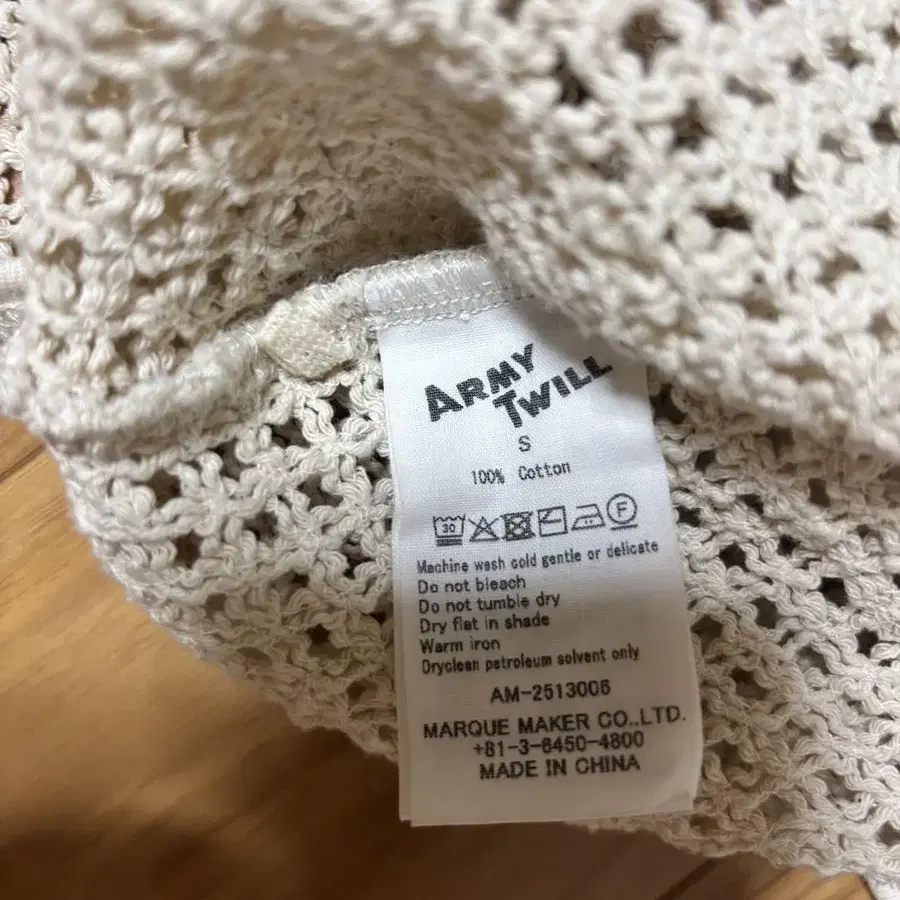 ARMY
TWILL
S
100% Cotton
30 F
Machine wash cold gentle or delicate
Do not bleach
Do not tumble dry
Dry flat in shade
Warm iron
Dryclean petroleum solvent only
AM-2513006
MARQUE MAKER CO.,LTD.
+81-3-6450-4800
MADE IN CHINA